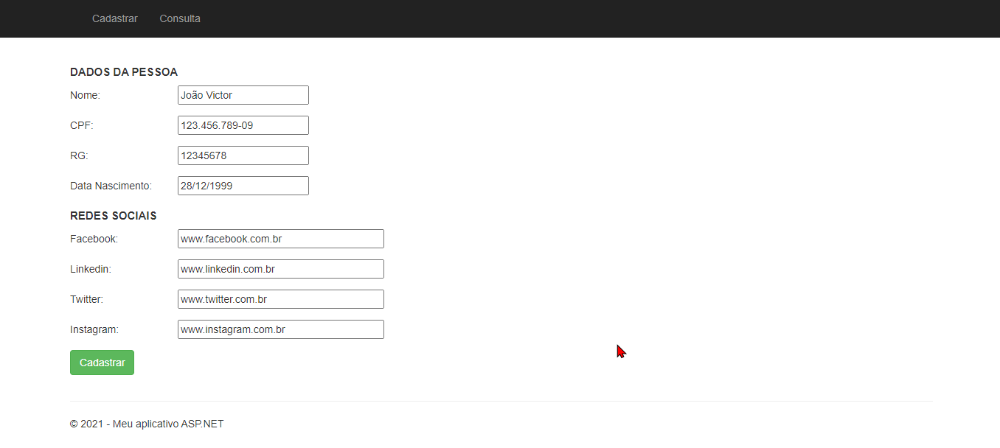 Cadastrar Consulta
DADOS DA PESSOA
Nome: João Victor
CPF: 123.456.789-09
RG: 12345678
Data Nascimento: 28/12/1999
REDES SOCIAIS
Facebook: www.facebook.com.br
Linkedin: www.linkedin.com.br
Twitter: www.twitter.com.br
Instagram: www.instagram.com.br
Cadastrar
© 2021 - Meu aplicativo ASP.NET